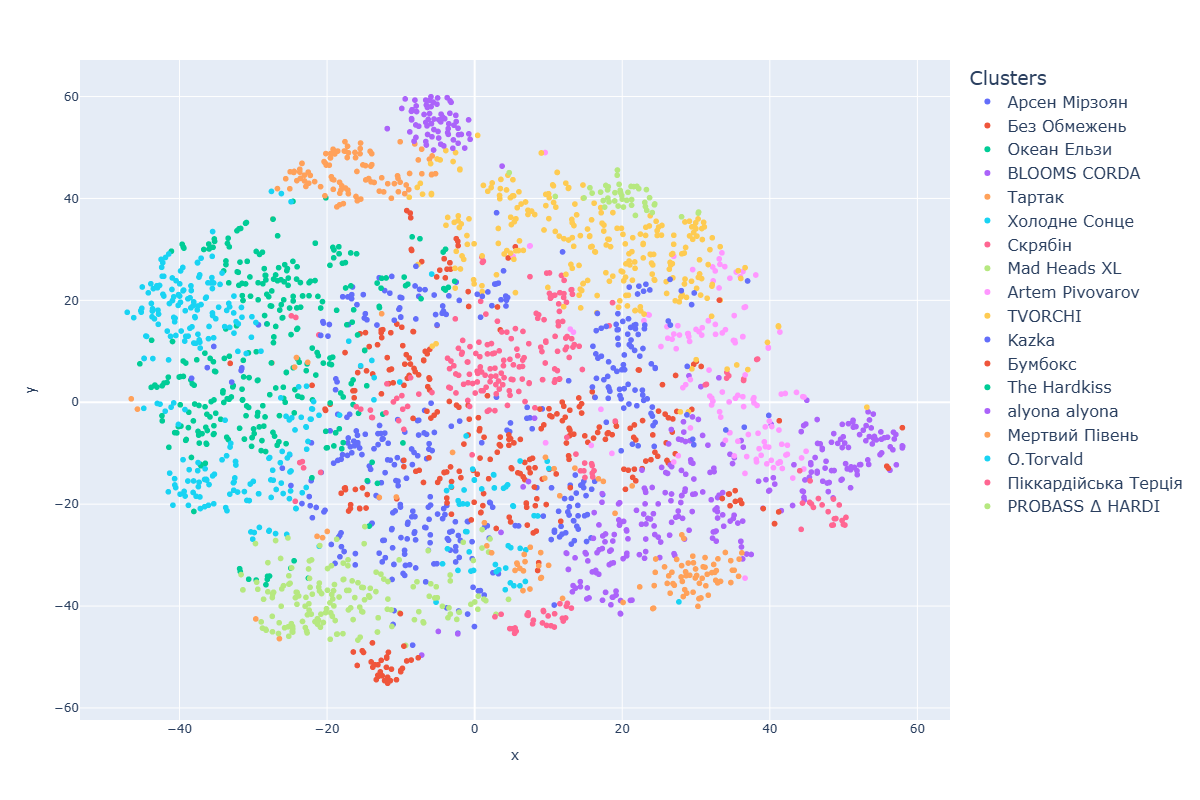 Clusters
Арсен Мірзоян
Без Обмежень
Океан Ельзи
BLOOMS CORDA
Тартак
Холодне Сонце
Скрябін
Mad Heads XL
Artem Pivovarov
TVORCHI
Kazka
Бумбокс
The Hardkiss
alyona alyona
Мертвий Півень
O.Torvald
Піккардійська Терція
PROBASS Δ HARDI
60
40
20
0
−20
−40
−60
y
−40
−20
0
20
40
60
x